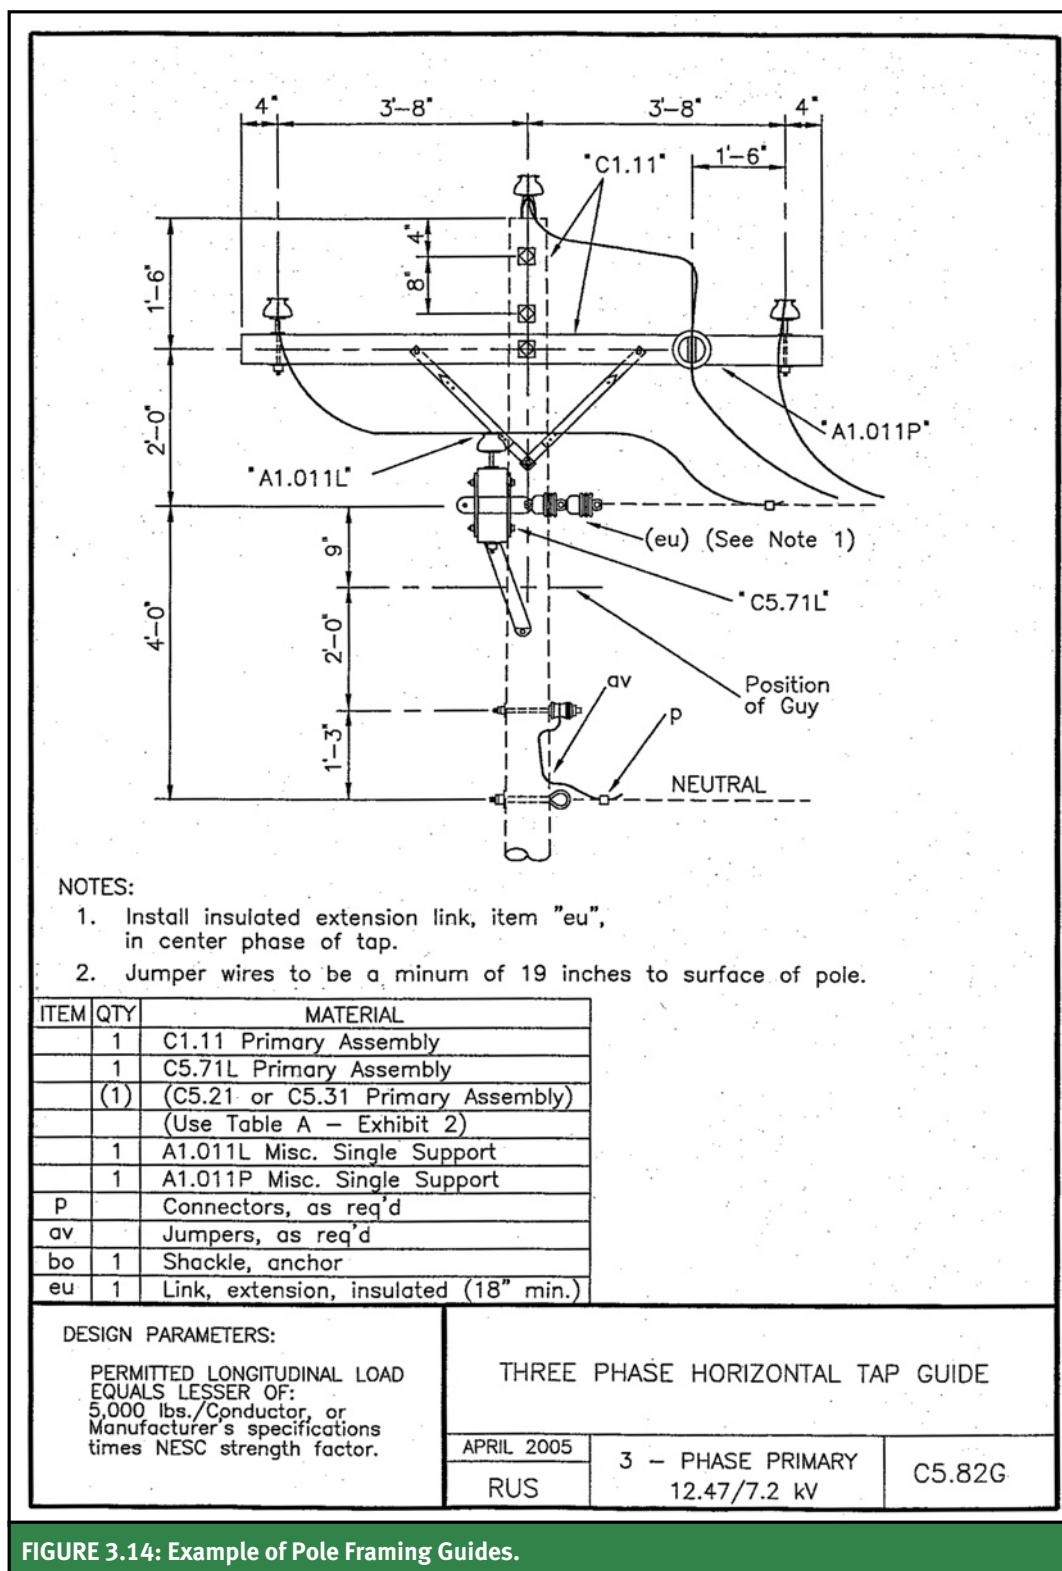 4" 3'-8" 3'-8" 4"
1'-6"
"C1.11"
4"
8"
1'-6"
2'-0"
"A1.011P"
"A1.011L"
(eu) (See Note 1)
9"
"C5.71L"
4'-0"
2'-0"
av
Position
of Guy
p
1'-3"
NEUTRAL
NOTES:
1. Install insulated extension link, item "eu",
in center phase of tap.
2. Jumper wires to be a minum of 19 inches to surface of pole.
ITEM QTY MATERIAL
1 C1.11 Primary Assembly
1 C5.71L Primary Assembly
(1) (C5.21 or C5.31 Primary Assembly)
(Use Table A – Exhibit 2)
1 A1.011L Misc. Single Support
1 A1.011P Misc. Single Support
p Connectors, as req'd
av Jumpers, as req'd
bo 1 Shackle, anchor
eu 1 Link, extension, insulated (18" min.)
DESIGN PARAMETERS:
PERMITTED LONGITUDINAL LOAD
EQUALS LESSER OF:
5,000 lbs./Conductor, or
Manufacturer's specifications
times NESC strength factor.
THREE PHASE HORIZONTAL TAP GUIDE
APRIL 2005
RUS
3 – PHASE PRIMARY
12.47/7.2 kV
C5.82G
FIGURE 3.14: Example of Pole Framing Guides.